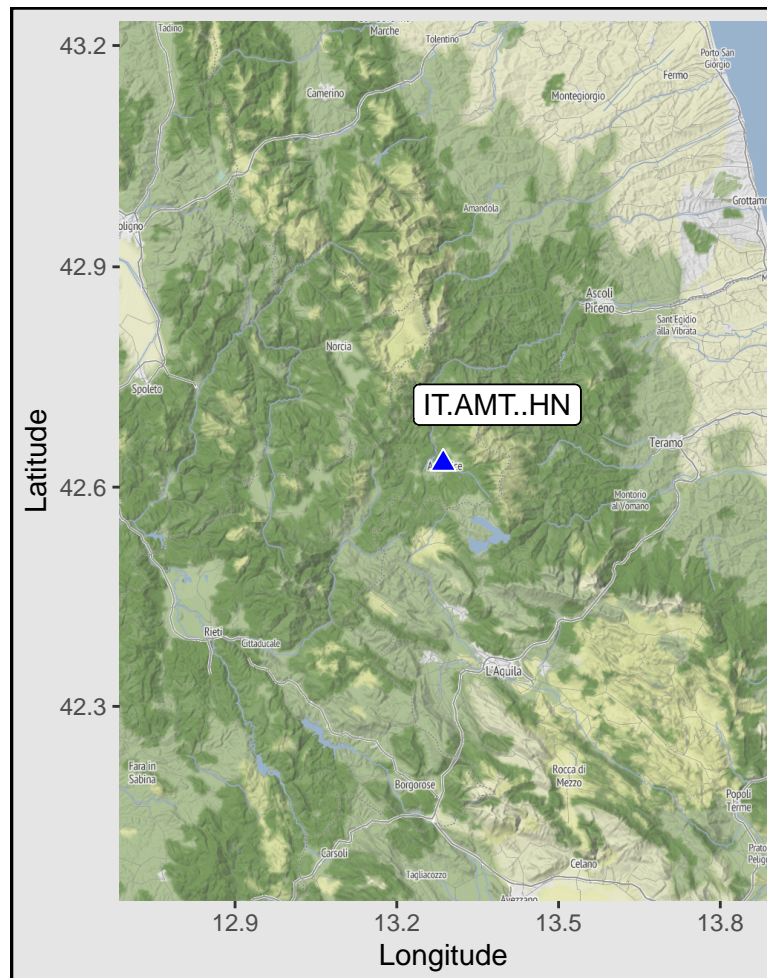 Tadino
Marche
Tolentino
43.2
Porto San
Giorgio
Fermo
Camerino
Montegiorgio
Amandola
Grottamm
oligno
42.9
Ascoli
Piceno
Sant'Egidio
alla Vibrata
Norcia
Spoleto
IT.AMT..HN
Teramo
42.6
Montorio
al Vomano
Latitude
Rieti
Cittaducale
L'Aquila
42.3
Fara in
Sabina
Rocca di
Mezzo
Borgorose
Popoli
Terme
Carsoli
Prato
Pelig
Celano
Tagliacozzo
Avezzano
12.9
13.2
13.5
13.8
Longitude